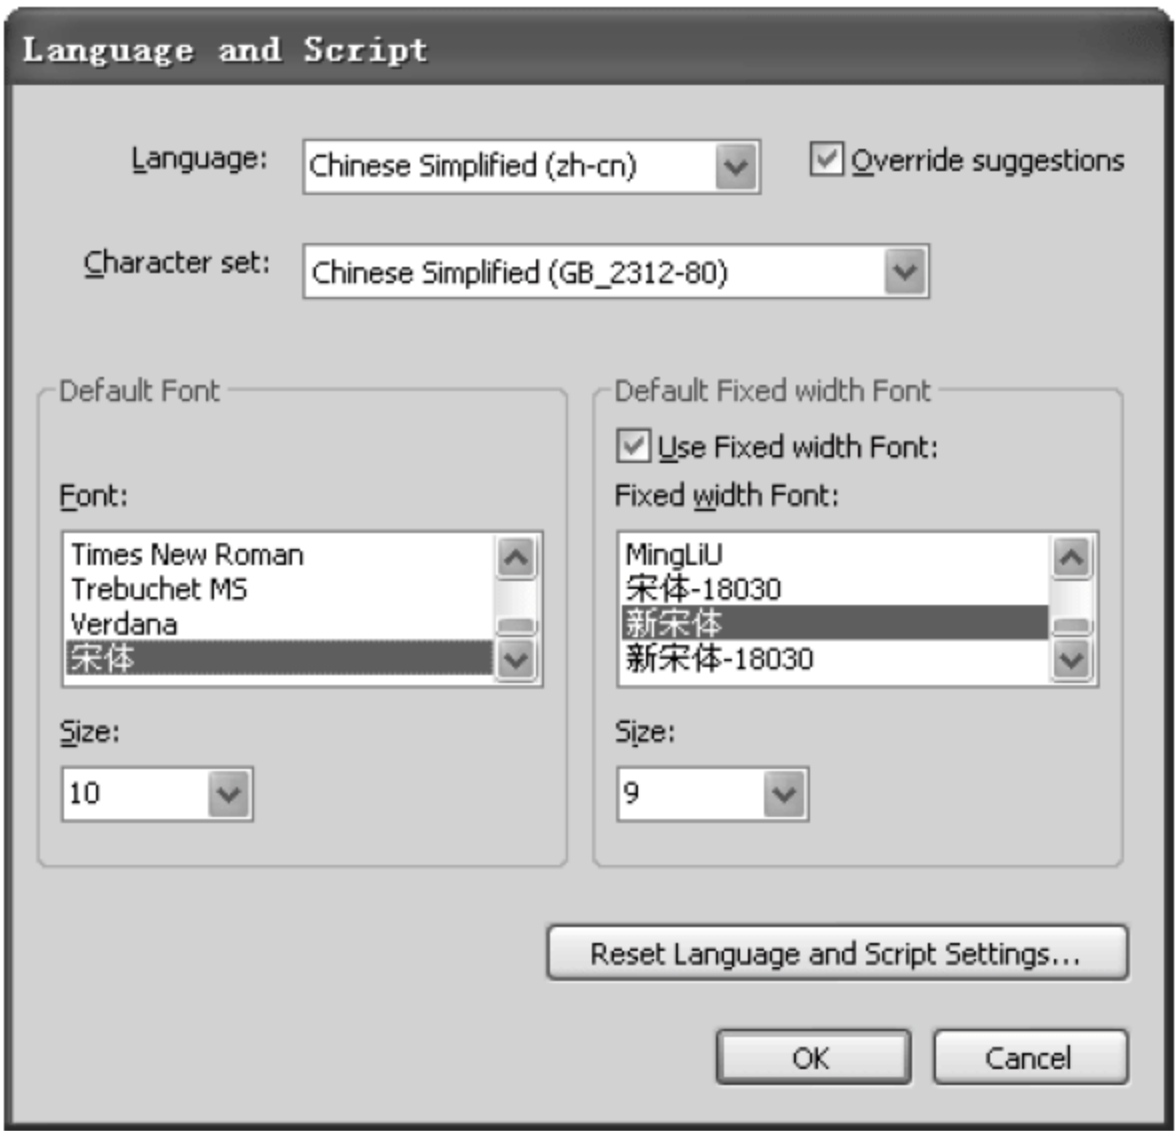 Language and Script
Language: Chinese Simplified (zh-cn) Override suggestions
Character set: Chinese Simplified (GB_2312-80)
Default Font
Font:
Times New Roman
Trebuchet MS
Verdana
宋体
Size:
10
Default Fixed width Font
Use Fixed width Font:
Fixed width Font:
MingLiU
宋体-18030
新宋体
新宋体-18030
Size:
9
Reset Language and Script Settings...
OK Cancel